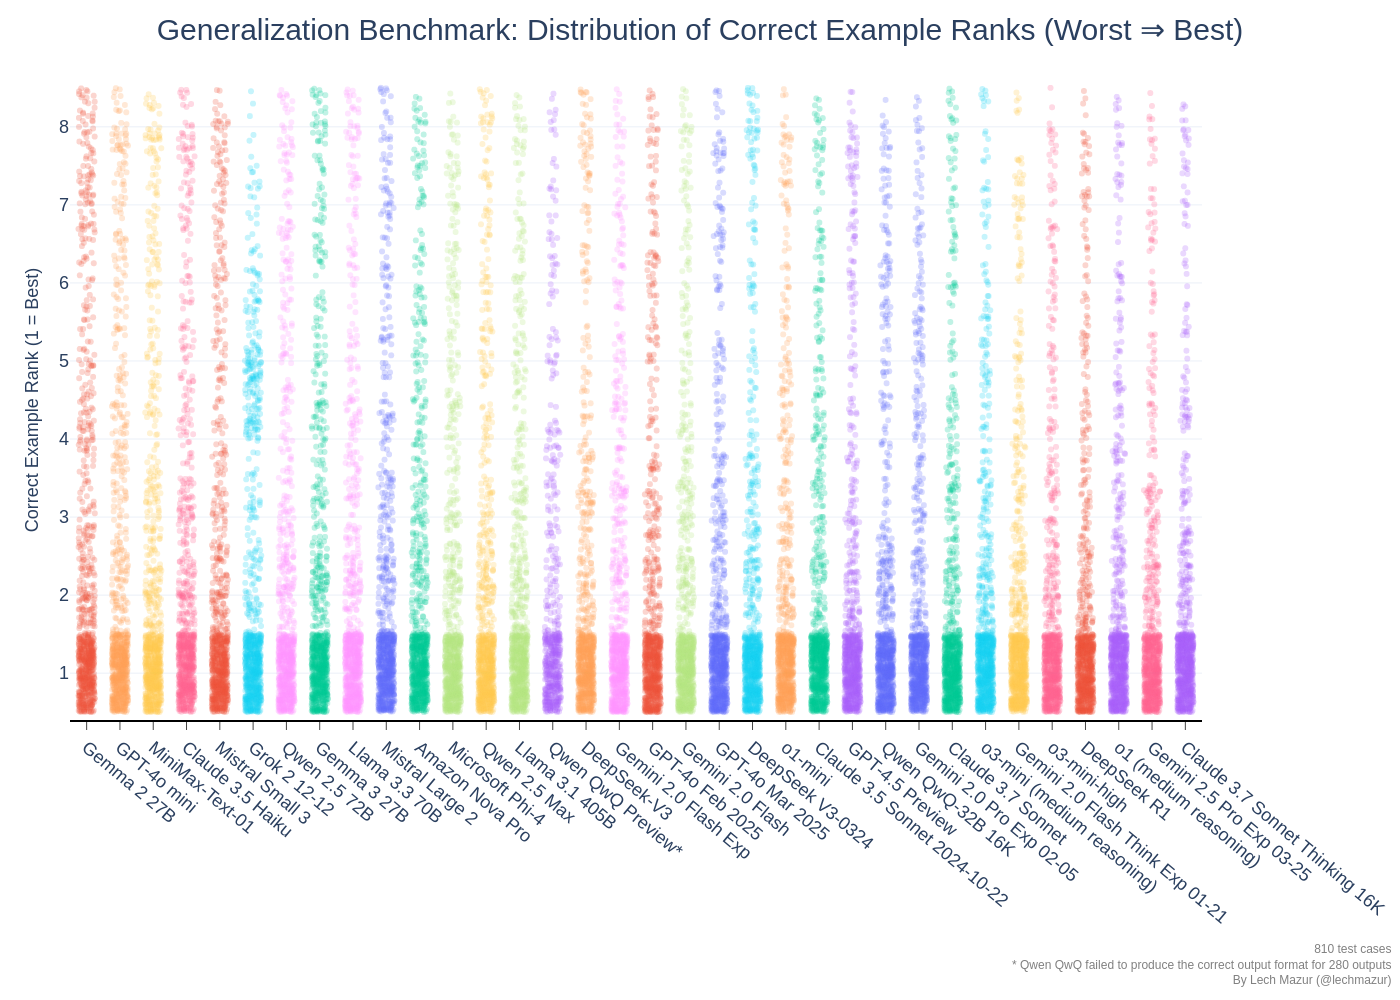 Generalization Benchmark: Distribution of Correct Example Ranks (Worst ⇒ Best)
Correct Example Rank (1 = Best)
8
7
6
5
4
3
2
1
Gemma 2 27B
GPT-4o mini
MiniMax-Text-01
Claude 3.5 Haiku
Mistral Small 3
Grok 2 12-12
Qwen 2.5 72B
Gemma 3 27B
Llama 3.3 70B
Mistral Large 2
Amazon Nova Pro
Microsoft Phi-4
Qwen 2.5 Max
Llama 3.1 405B
Qwen QwQ Preview*
DeepSeek-V3
Gemini 2.0 Flash Exp
GPT-4o Feb 2025
Gemini 2.0 Flash
GPT-4o Mar 2025
DeepSeek V3-0324
o1-mini
Claude 3.5 Sonnet 2024-10-22
GPT-4.5 Preview
Qwen QwQ-32B 16K
Gemini 2.0 Pro Exp 02-05
Claude 3.7 Sonnet
o3-mini (medium reasoning)
Gemini 2.0 Flash Think Exp 01-21
o3-mini-high
DeepSeek R1
o1 (medium reasoning)
Gemini 2.5 Pro Exp 03-25
Claude 3.7 Sonnet Thinking 16K
810 test cases
* Qwen QwQ failed to produce the correct output format for 280 outputs
By Lech Mazur (@lechmazur)